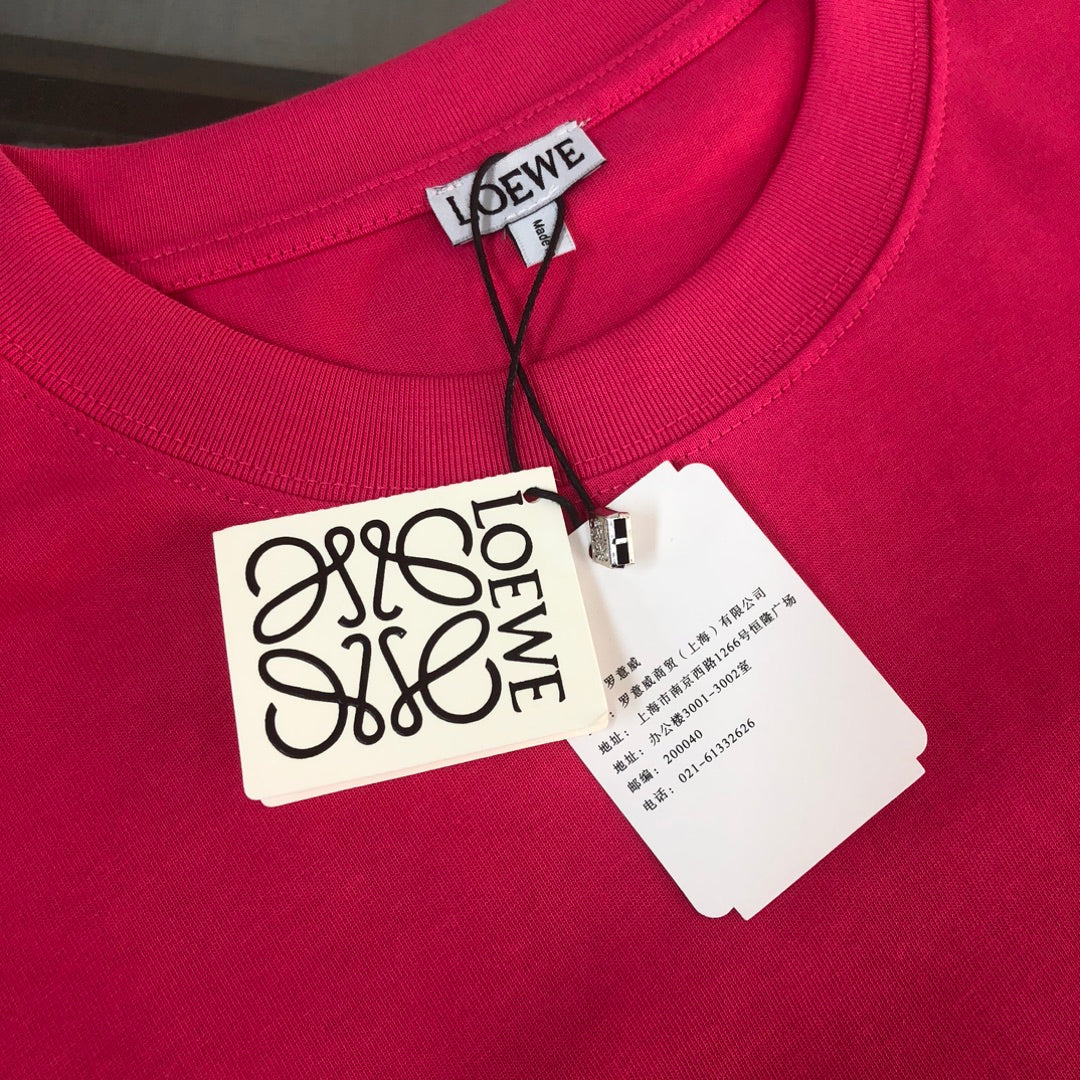 LOEWE
Made
LOEWE
罗意威
：罗意威商贸（上海）有限公司
地址：上海市南京西路1266号恒隆广场
地址：办公楼3001-3002室
邮编：200040
电话：021-61332626